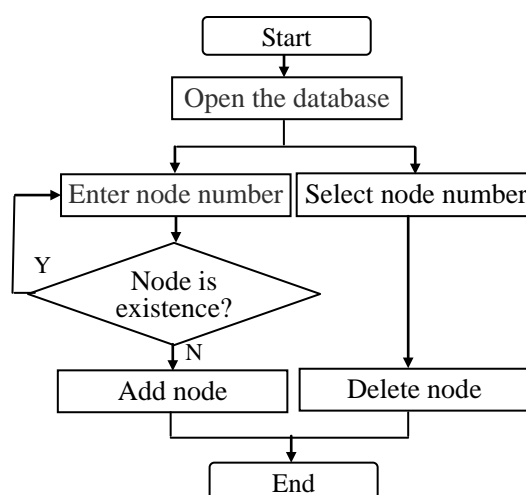 Start
Open the database
Enter node number
Select node number
Y
Node is
existence?
N
Add node
Delete node
End